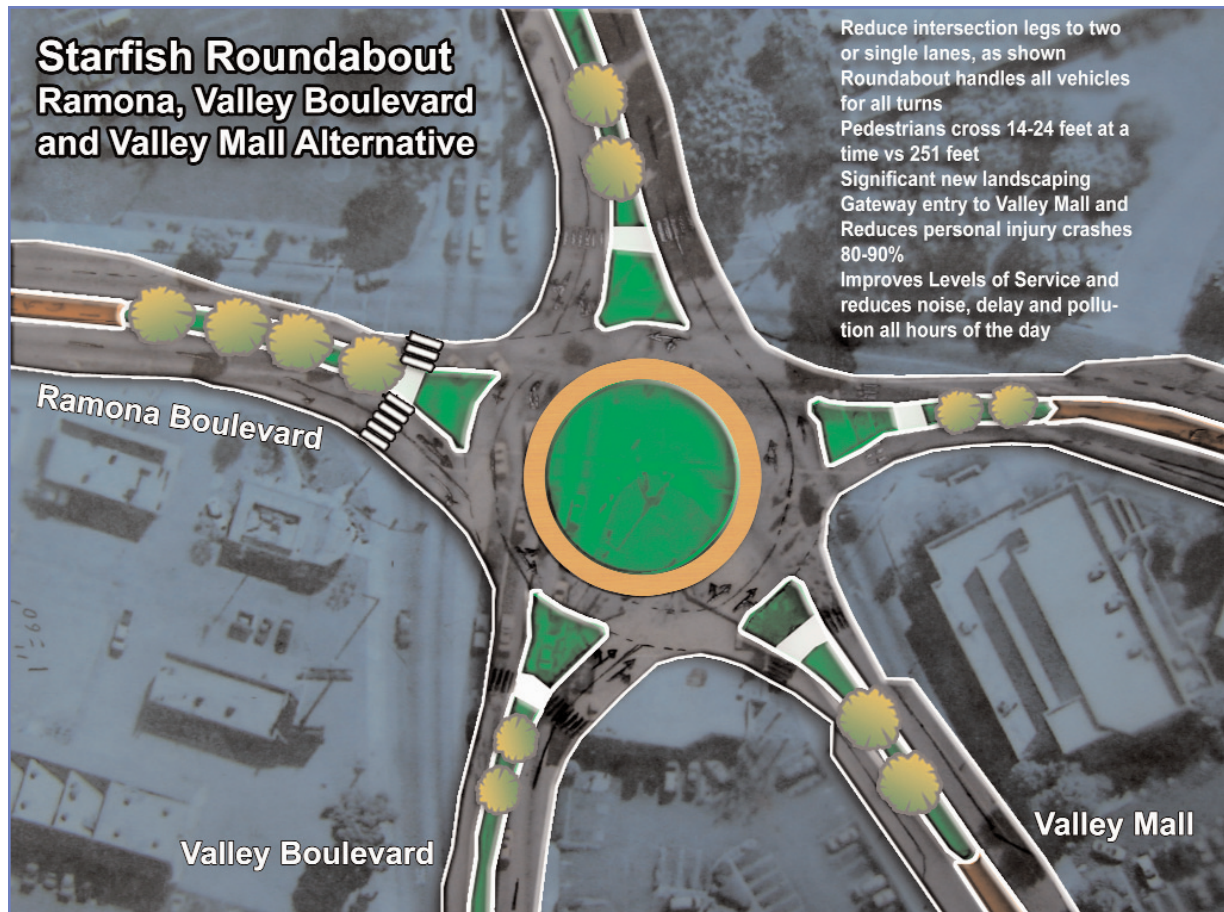 Starfish Roundabout
Ramona, Valley Boulevard
and Valley Mall Alternative
Reduce intersection legs to two
or single lanes, as shown
Roundabout handles all vehicles
for all turns
Pedestrians cross 14-24 feet at a
time vs 251 feet
Significant new landscaping
Gateway entry to Valley Mall and
Reduces personal injury crashes
80-90%
Improves Levels of Service and
reduces noise, delay and pollu-
tion all hours of the day
Ramona Boulevard
Valley Boulevard
Valley Mall